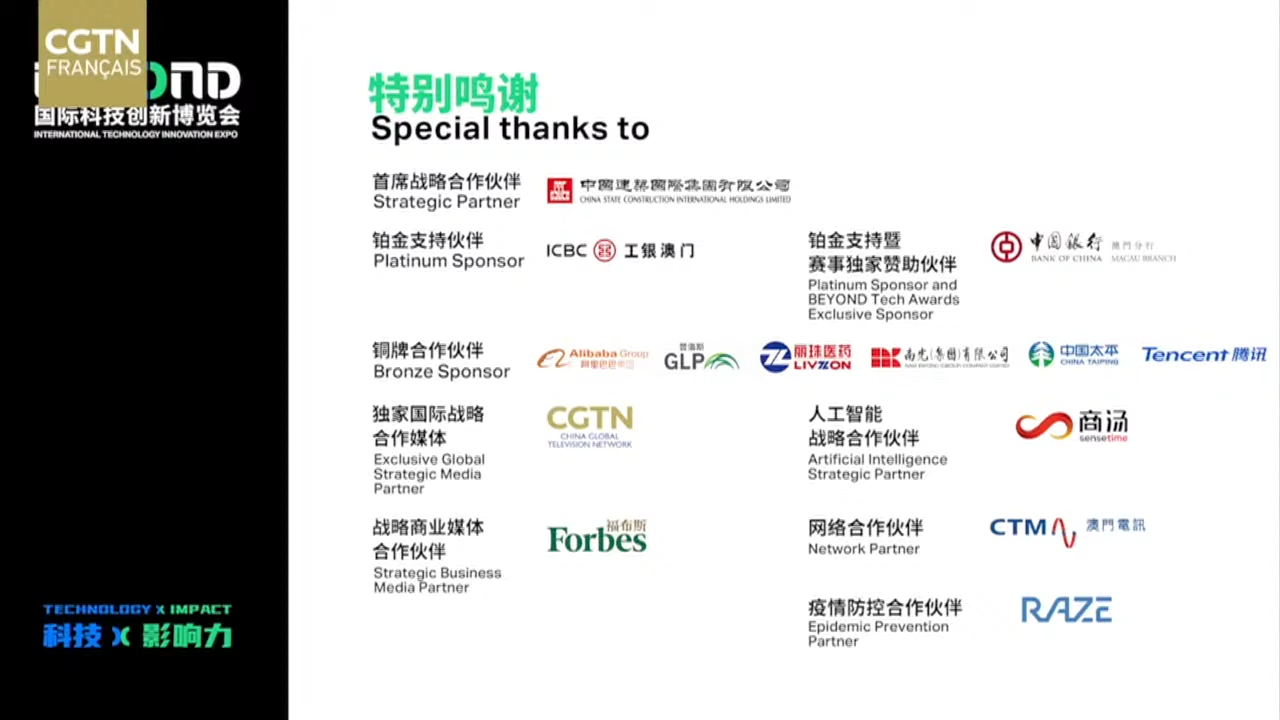 CGTN
FRANÇAIS
OND
国际科技创新博览会
INTERNATIONAL TECHNOLOGY INNOVATION EXPO
特别鸣谢
Special thanks to
首席战略合作伙伴
Strategic Partner
中國建築國際集團有限公司
CHINA STATE CONSTRUCTION INTERNATIONAL HOLDINGS LIMITED
铂金支持伙伴
Platinum Sponsor
ICBC 工银澳门
铂金支持暨
赛事独家赞助伙伴
Platinum Sponsor and
BEYOND Tech Awards
Exclusive Sponsor
中國銀行 澳門分行
BANK OF CHINA MACAU BRANCH
铜牌合作伙伴
Bronze Sponsor
Alibaba Group
阿里巴巴集团
普洛斯
GLP
丽珠医药
LIVZON
南光(集團)有限公司
NAM KWONG (GROUP) COMPANY LIMITED
中国太平
CHINA TAIPING
Tencent 腾讯
独家国际战略
合作媒体
Exclusive Global
Strategic Media
Partner
CGTN
CHINA GLOBAL
TELEVISION NETWORK
人工智能
战略合作伙伴
Artificial Intelligence
Strategic Partner
商汤
sensetime
战略商业媒体
合作伙伴
Strategic Business
Media Partner
福布斯
Forbes
网络合作伙伴
Network Partner
CTM 澳門電訊
疫情防控合作伙伴
Epidemic Prevention
Partner
RAZE
TECHNOLOGY X IMPACT
科技 X 影响力